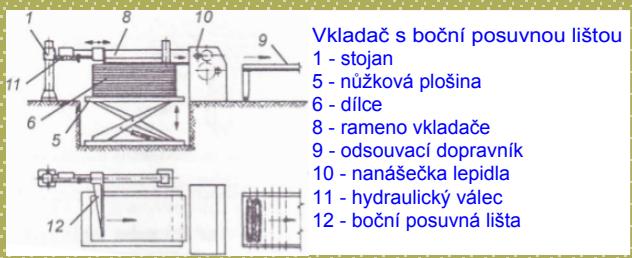 1
8
10
9
11
6
5
12
Vkladač s boční posuvnou lištou
1 - stojan
5 - nůžková plošina
6 - dílce
8 - rameno vkladače
9 - odsouvací dopravník
10 - nanášečka lepidla
11 - hydraulický válec
12 - boční posuvná lišta